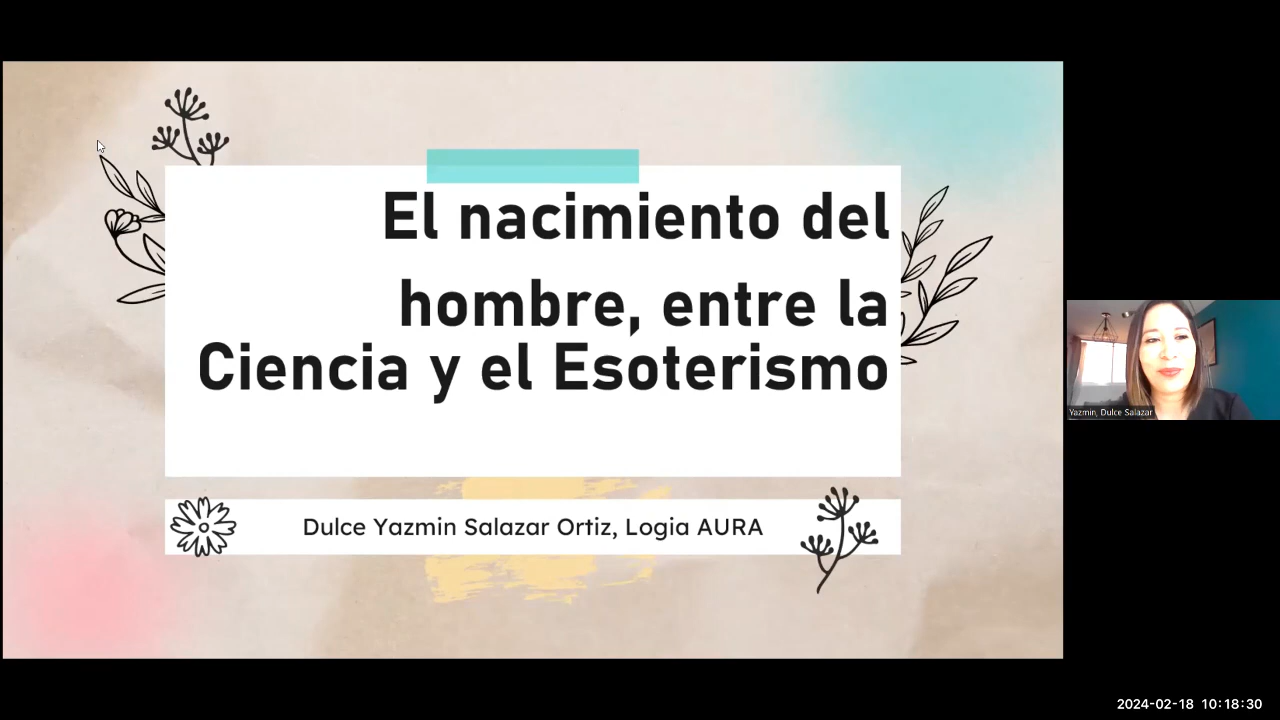 El nacimiento del
hombre, entre la
Ciencia y el Esoterismo
Dulce Yazmin Salazar Ortiz, Logia AURA
Yazmin, Dulce Salazar
2024-02-18 10:18:30